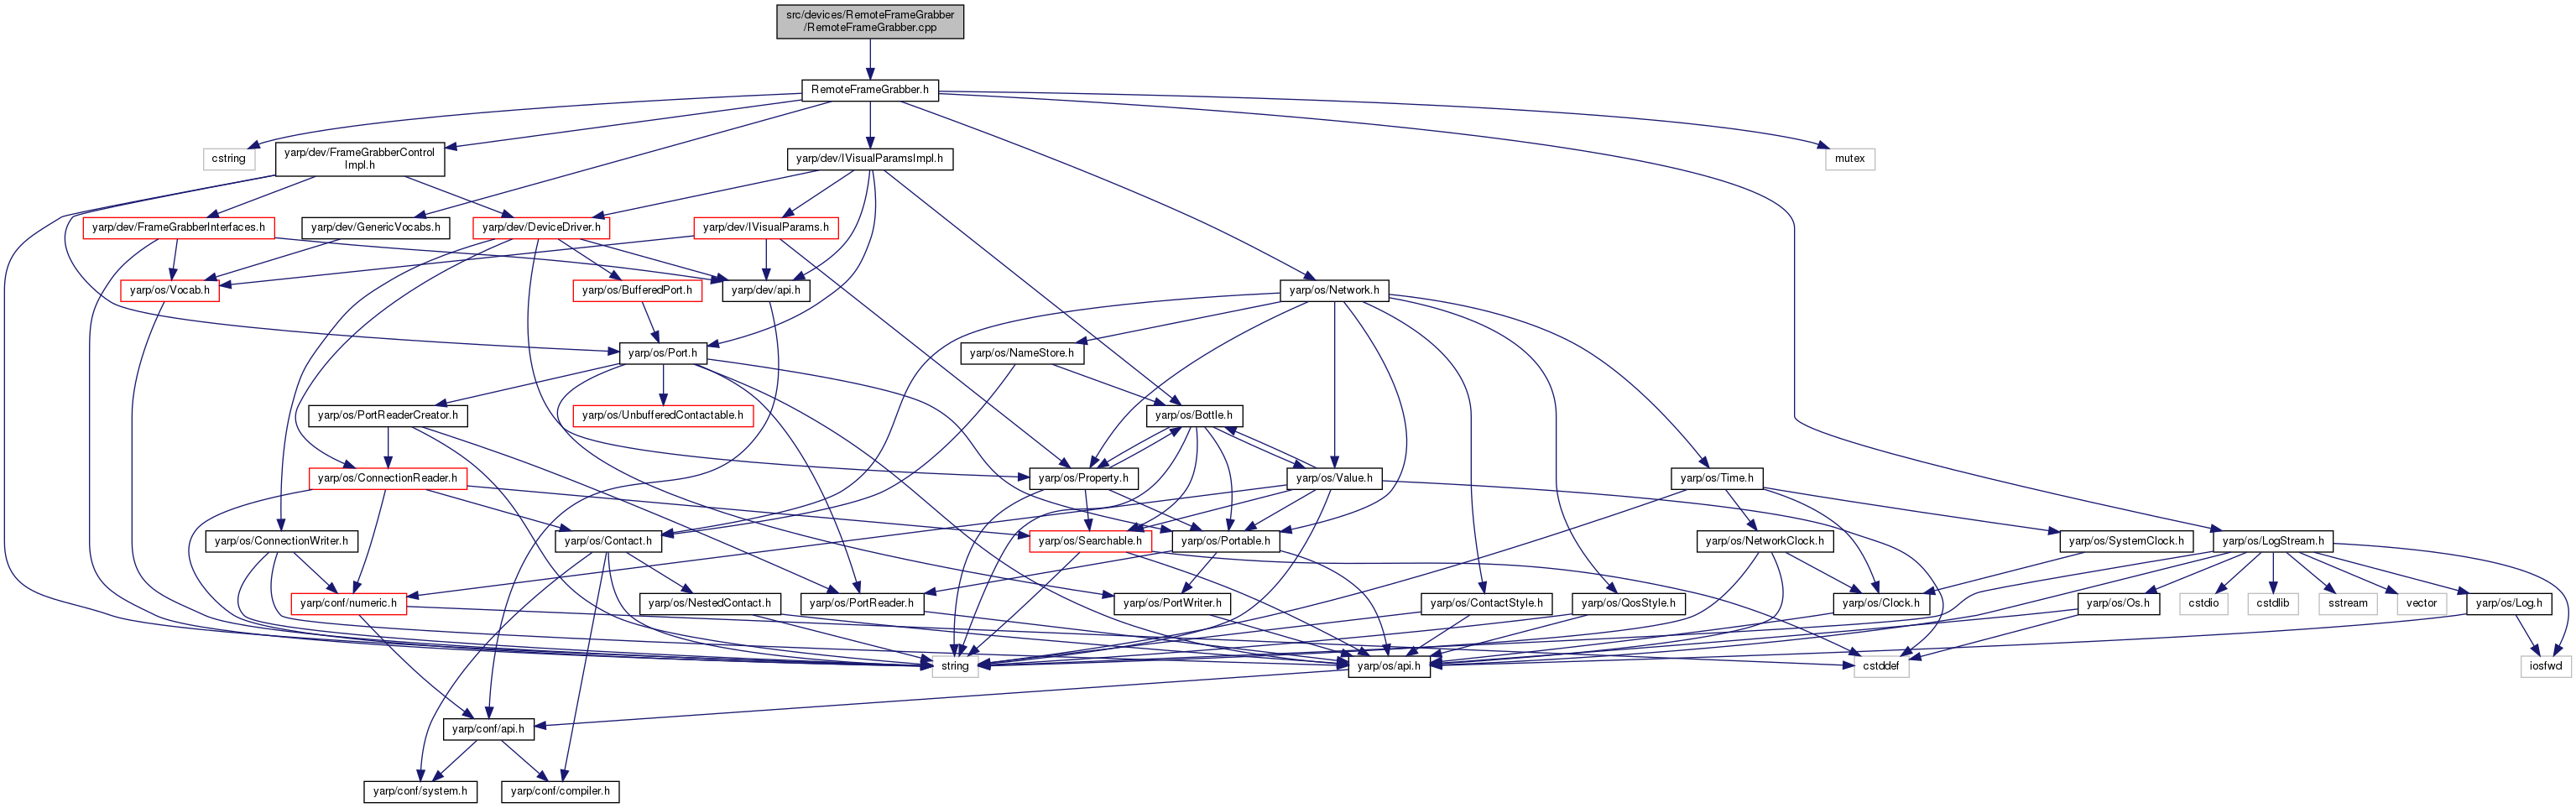 src/devices/RemoteFrameGrabber
/RemoteFrameGrabber.cpp
RemoteFrameGrabber.h
cstring
yarp/dev/FrameGrabberControl
Impl.h
yarp/dev/IVisualParamsImpl.h
mutex
yarp/dev/FrameGrabberInterfaces.h
yarp/dev/GenericVocabs.h
yarp/dev/DeviceDriver.h
yarp/dev/IVisualParams.h
yarp/os/Vocab.h
yarp/os/BufferedPort.h
yarp/dev/api.h
yarp/os/Network.h
yarp/os/Port.h
yarp/os/NameStore.h
yarp/os/PortReaderCreator.h
yarp/os/UnbufferedContactable.h
yarp/os/Bottle.h
yarp/os/ConnectionReader.h
yarp/os/Property.h
yarp/os/Value.h
yarp/os/Time.h
yarp/os/ConnectionWriter.h
yarp/os/Contact.h
yarp/os/Searchable.h
yarp/os/Portable.h
yarp/os/NetworkClock.h
yarp/os/SystemClock.h
yarp/os/LogStream.h
yarp/conf/numeric.h
yarp/os/NestedContact.h
yarp/os/PortReader.h
yarp/os/PortWriter.h
yarp/os/ContactStyle.h
yarp/os/QosStyle.h
yarp/os/Clock.h
yarp/os/Os.h
cstdio
cstdlib
sstream
vector
yarp/os/Log.h
string
yarp/os/api.h
cstddef
iosfwd
yarp/conf/api.h
yarp/conf/system.h
yarp/conf/compiler.h